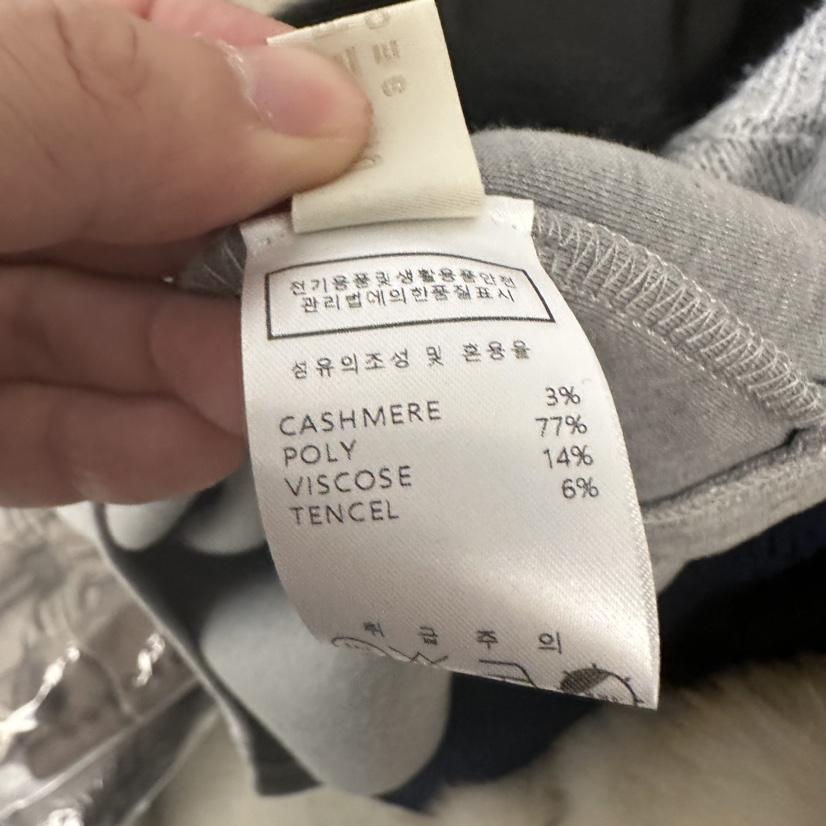 전기용품및생활용품안전
관리법에의한품질표시
섬유의조성 및 혼용율
CASHMERE 3%
POLY 77%
VISCOSE 14%
TENCEL 6%
취급주의